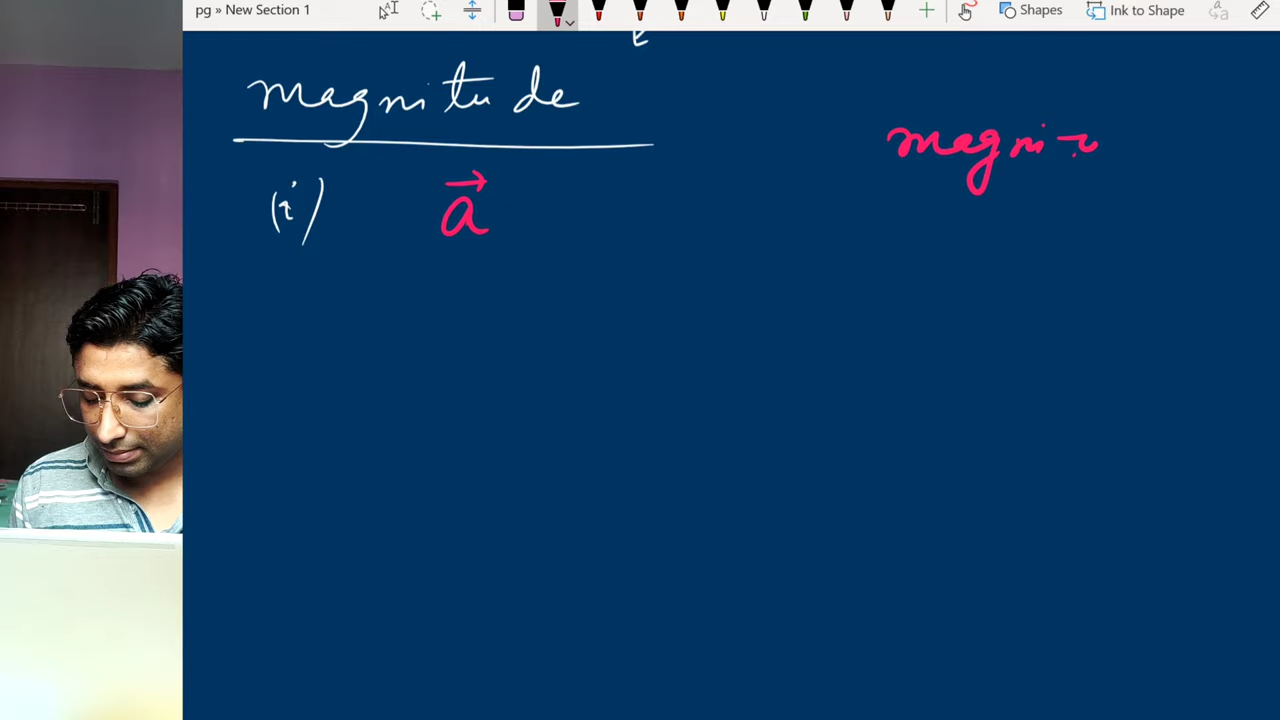 pg » New Section 1
Shapes
Ink to Shape
magnitude
magni
(i) a⃗